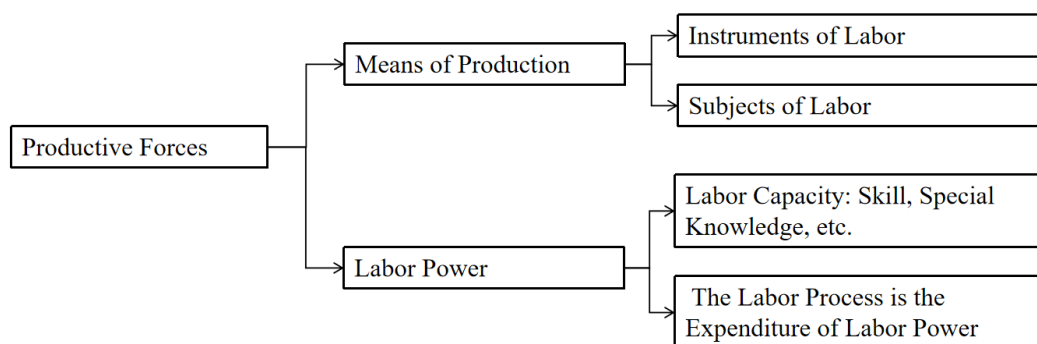 Productive Forces
Means of Production
Instruments of Labor
Subjects of Labor
Labor Power
Labor Capacity: Skill, Special
Knowledge, etc.
The Labor Process is the
Expenditure of Labor Power